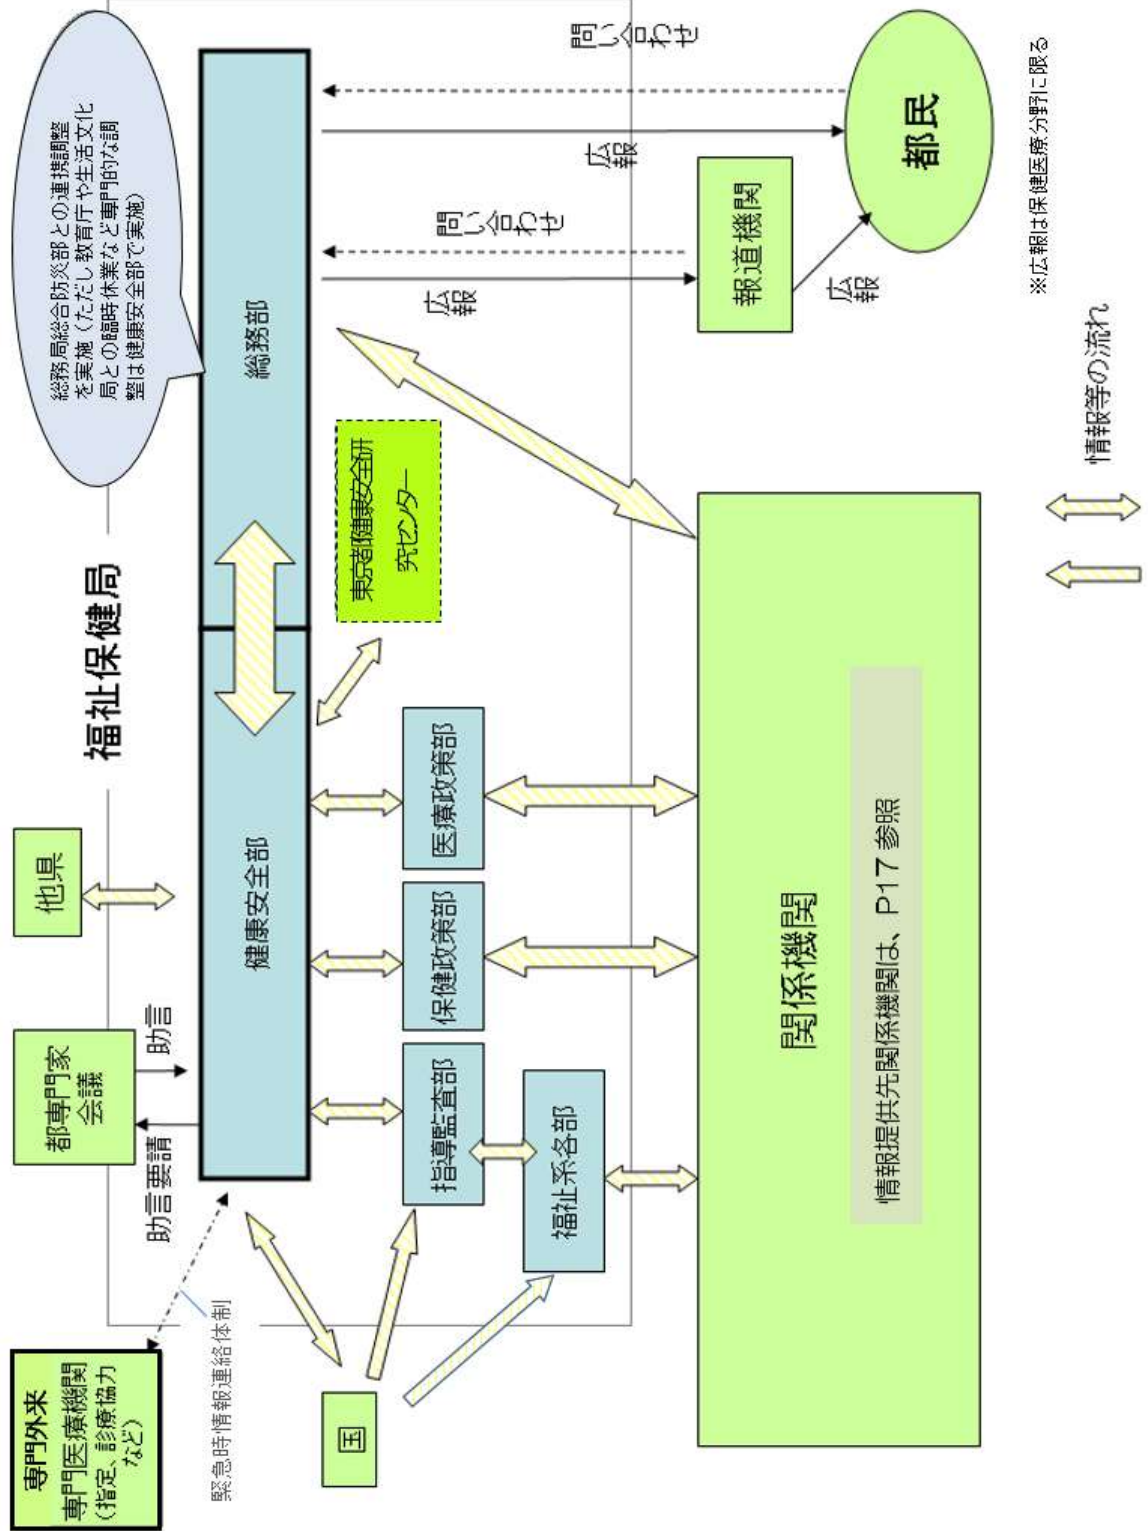 専門外来
専門医療機関
（指定、診療協力
など）
都専門家
会議
他県
福祉保健局
総務局総合防災部との連携調整
を実施（ただし教育庁や生活文化
局との臨時休業など専門的な調
整は健康安全部で実施）
助言要請
助言
緊急時情報連絡体制
健康安全部
総務部
東京都健康安全研
究センター
国
指導監査部
保健政策部
医療政策部
福祉系各部
広報
問い合わせ
広報
問い合わせ
報道機関
広報
都民
関係機関
情報提供先関係機関は、P17 参照
※広報は保健医療分野に限る
情報等の流れ